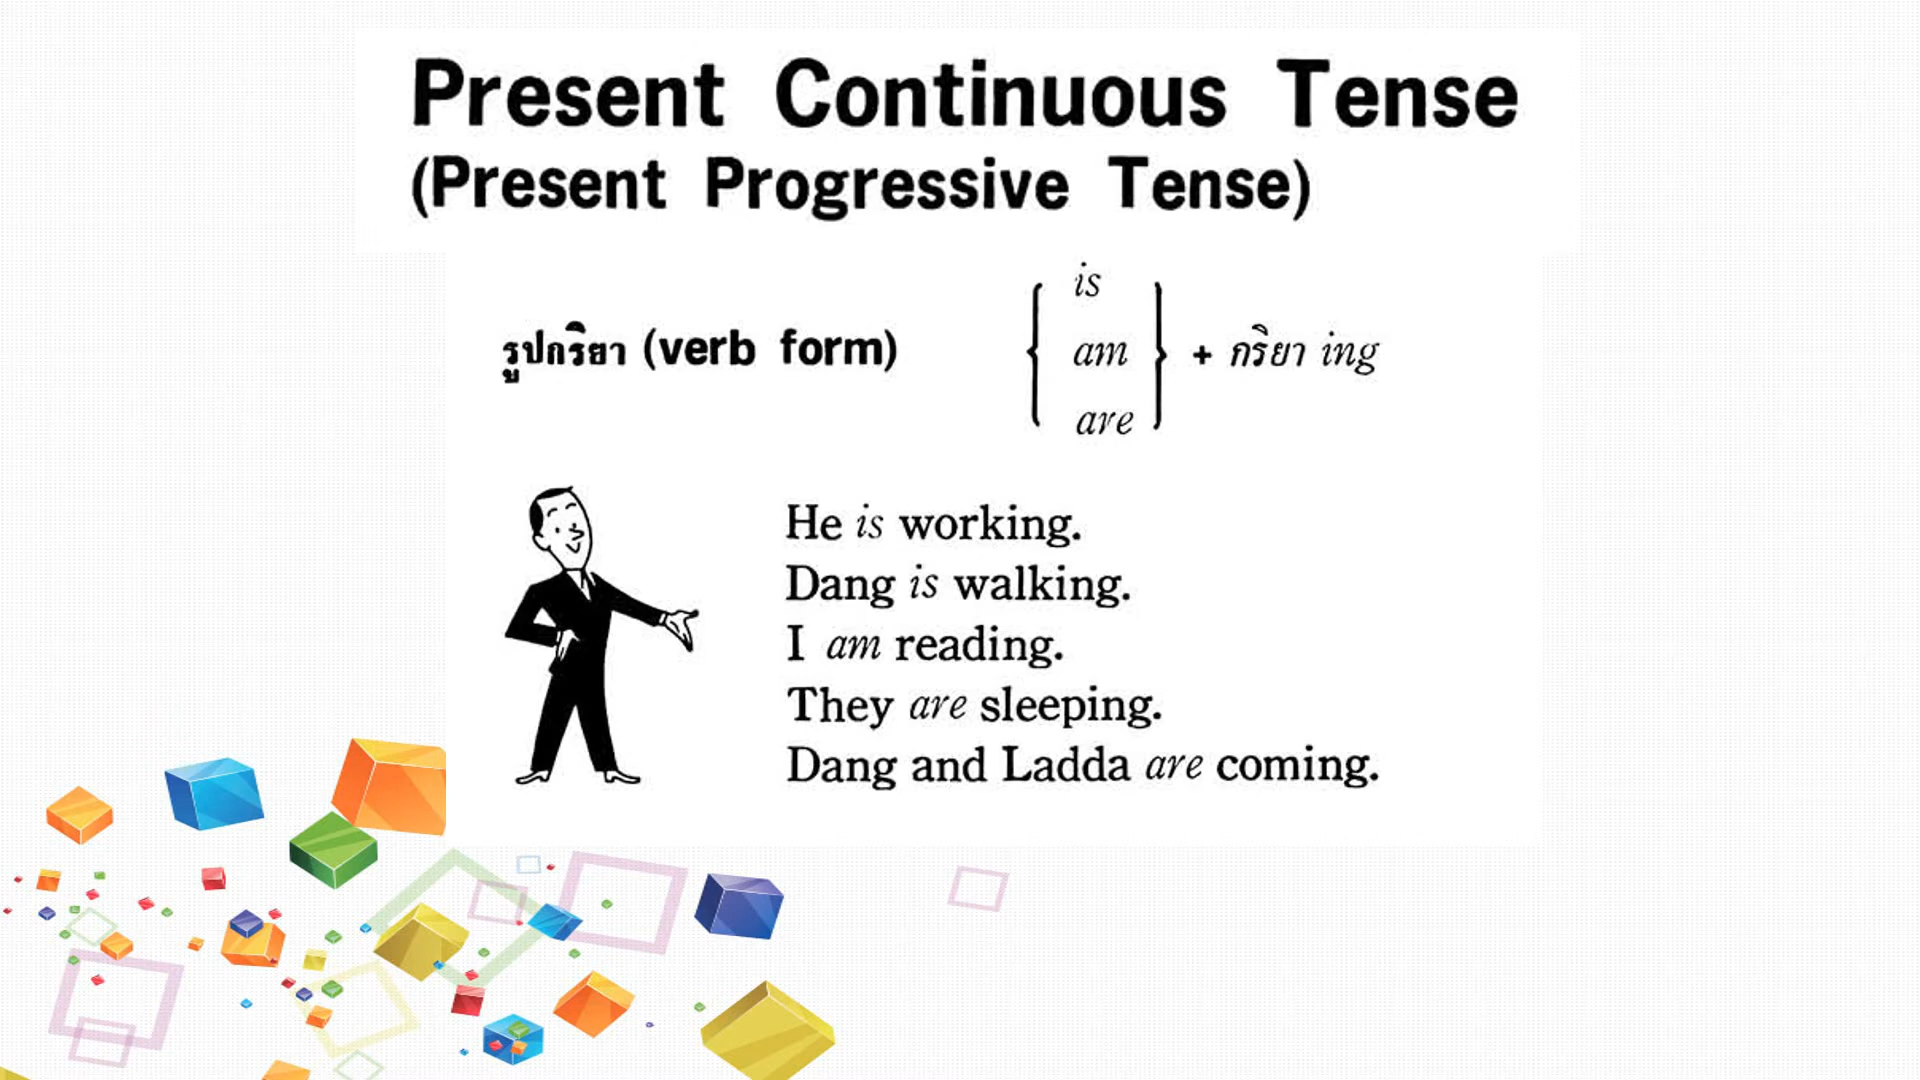 Present Continuous Tense
(Present Progressive Tense)
is
รูปกริยา (verb form) am + กริยา ing
are
He is working.
Dang is walking.
I am reading.
They are sleeping.
Dang and Ladda are coming.